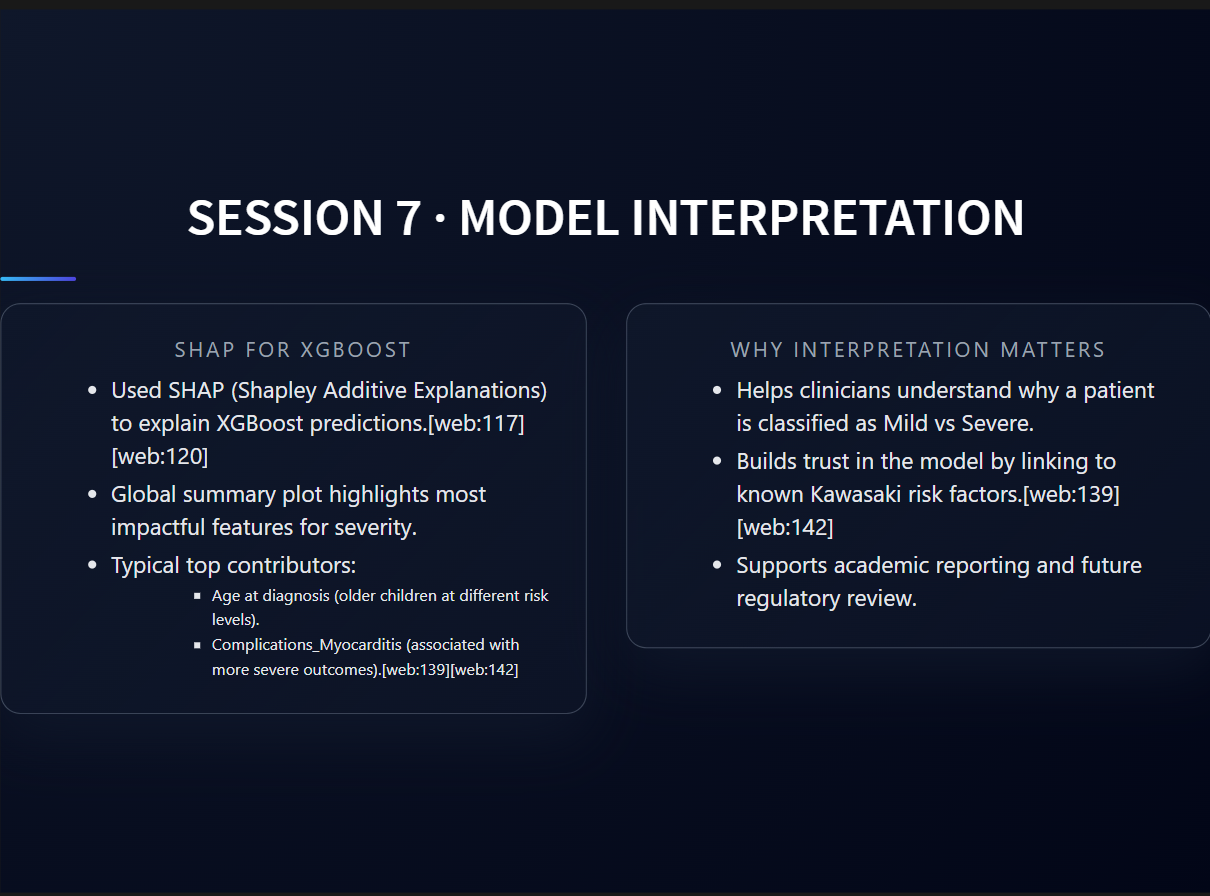 SESSION 7 · MODEL INTERPRETATION
SHAP FOR XGBOOST
• Used SHAP (Shapley Additive Explanations)
to explain XGBoost predictions.[web:117]
[web:120]
• Global summary plot highlights most
impactful features for severity.
• Typical top contributors:
▪ Age at diagnosis (older children at different risk
levels).
▪ Complications_Myocarditis (associated with
more severe outcomes).[web:139][web:142]
WHY INTERPRETATION MATTERS
• Helps clinicians understand why a patient
is classified as Mild vs Severe.
• Builds trust in the model by linking to
known Kawasaki risk factors.[web:139]
[web:142]
• Supports academic reporting and future
regulatory review.